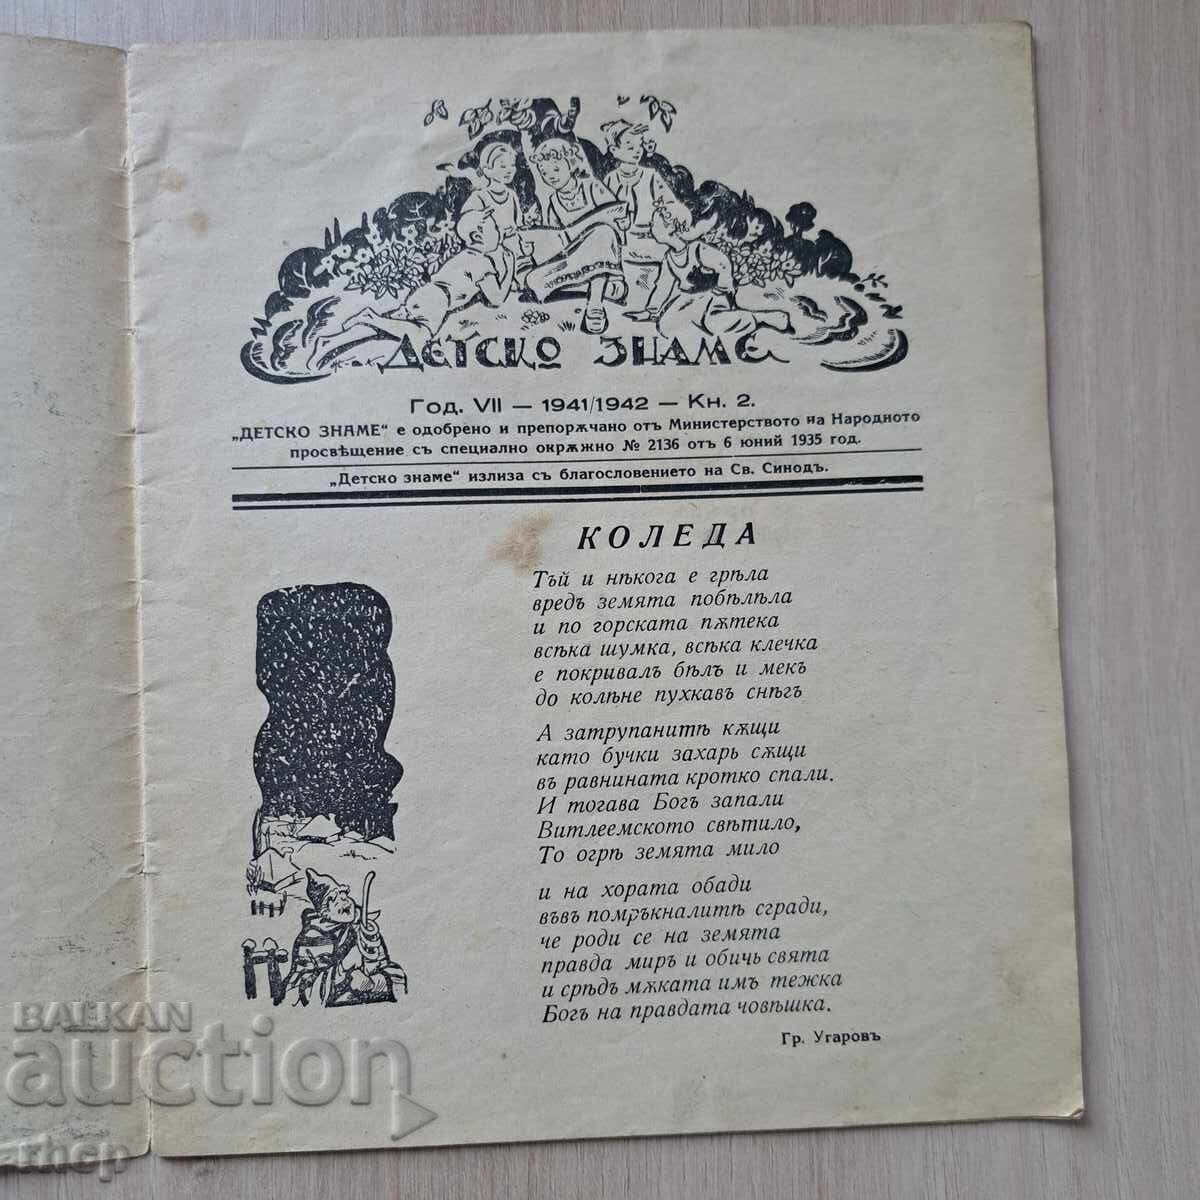 ДЕТСКО ЗНАМЕ
Год. VII — 1941/1942 — Кн. 2.
„ДЕТСКО ЗНАМЕ“ е одобрено и препорѫчано отъ Министерството на Народното
просвѣщение съ специално окрѫжно № 2136 отъ 6 юний 1935 год.
„Детско знаме“ излиза съ благословението на Св. Синодъ.
КОЛЕДА
Тъй и нѣкога е грѣла
вредъ земята побѣлѣла
и по горската пѫтека
всѣка шумка, всѣка клечка
е покривалъ бѣлъ и мекъ
до колѣне пухкавъ снѣгъ
А затрупанитѣ кѫщи
като бучки захарь сѫщи
въ равнината кротко спали.
И тогава Богъ запали
Витлеемското свѣтило,
То огрѣ земята мило
и на хората обади
въвъ помръкналитѣ сгради,
че роди се на земята
правда миръ и обичь свята
и срѣдъ мѫката имъ тежка
Богъ на правдата човѣшка.
Гр. Угаровъ
BALKAN
auction